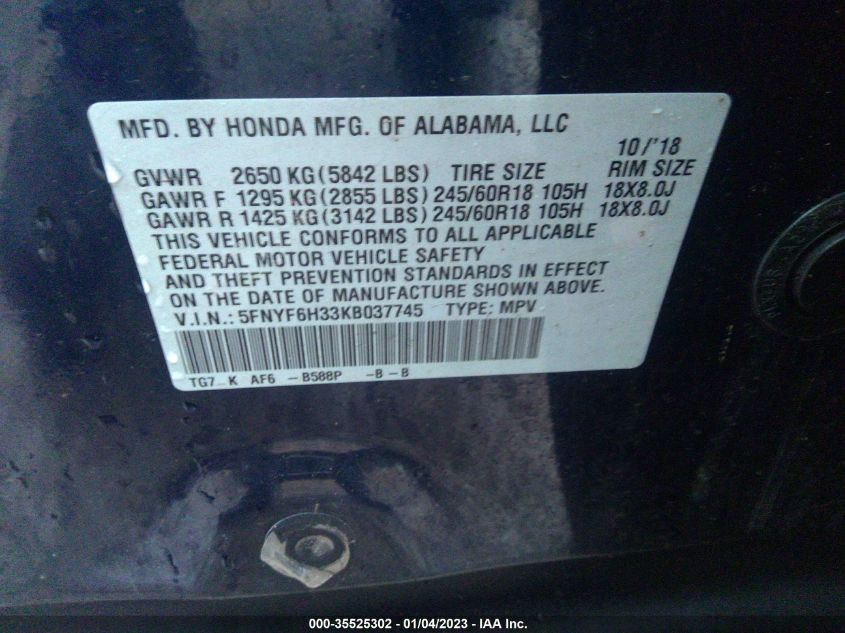 MFD. BY HONDA MFG. OF ALABAMA, LLC
10/'18
GVWR 2650 KG(5842 LBS) TIRE SIZE RIM SIZE
GAWR F 1295 KG(2855 LBS)245/60R18 105H 18X8.0J
GAWR R 1425 KG(3142 LBS)245/60R18 105H 18X8.0J
THIS VEHICLE CONFORMS TO ALL APPLICABLE
FEDERAL MOTOR VEHICLE SAFETY
AND THEFT PREVENTION STANDARDS IN EFFECT
ON THE DATE OF MANUFACTURE SHOWN ABOVE.
V.I.N.: 5FNYF6H33KB037745 TYPE: MPV
TG7 K AF6 -B588P -B-B
000-35525302 - 01/04/2023 - IAA Inc.